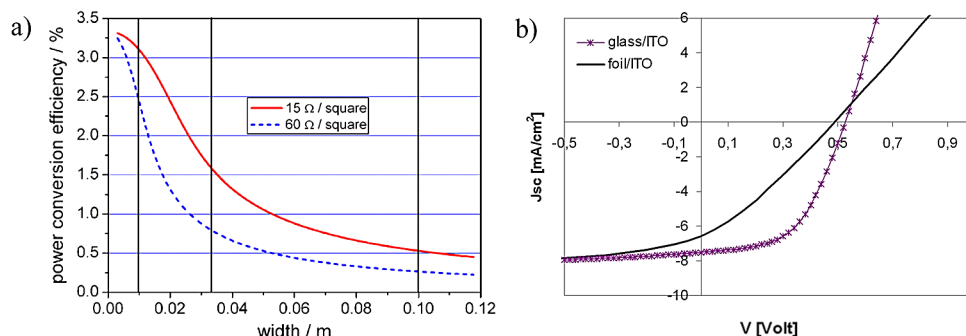 a)
power conversion efficiency / %
3.5
3.0
2.5
2.0
1.5
1.0
0.5
0.0
15 Ω / square
60 Ω / square
0.00 0.02 0.04 0.06 0.08 0.10 0.12
width / m
b)
Jsc [mA/cm²]
glass/ITO
foil/ITO
6
4
2
0
-0,5 -0,3 -0,1 0,1 0,3 0,5 0,7 0,9
-2
-4
-6
-8
-10
V [Volt]